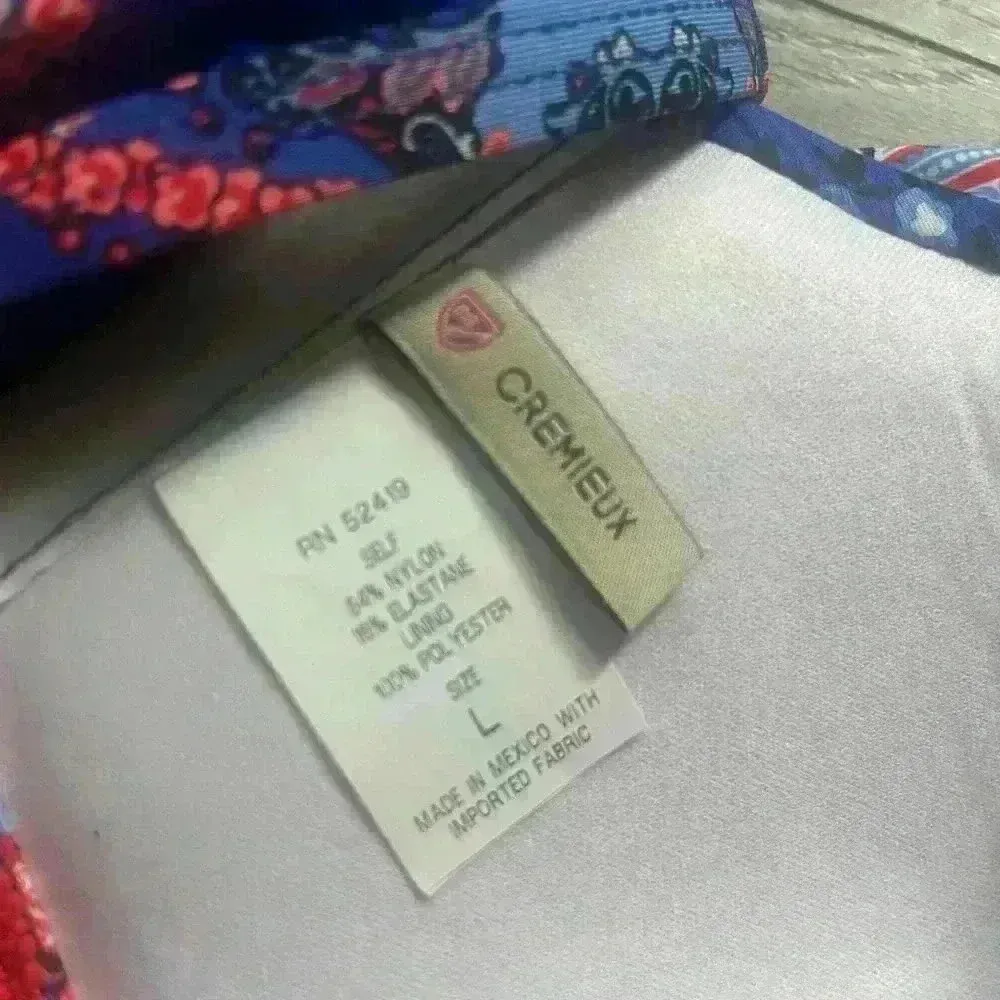 CREMIEUX
RN 52419
SELF
84% NYLON
16% ELASTANE
LINING
100% POLYESTER
SIZE
L
MADE IN MEXICO WITH
IMPORTED FABRIC